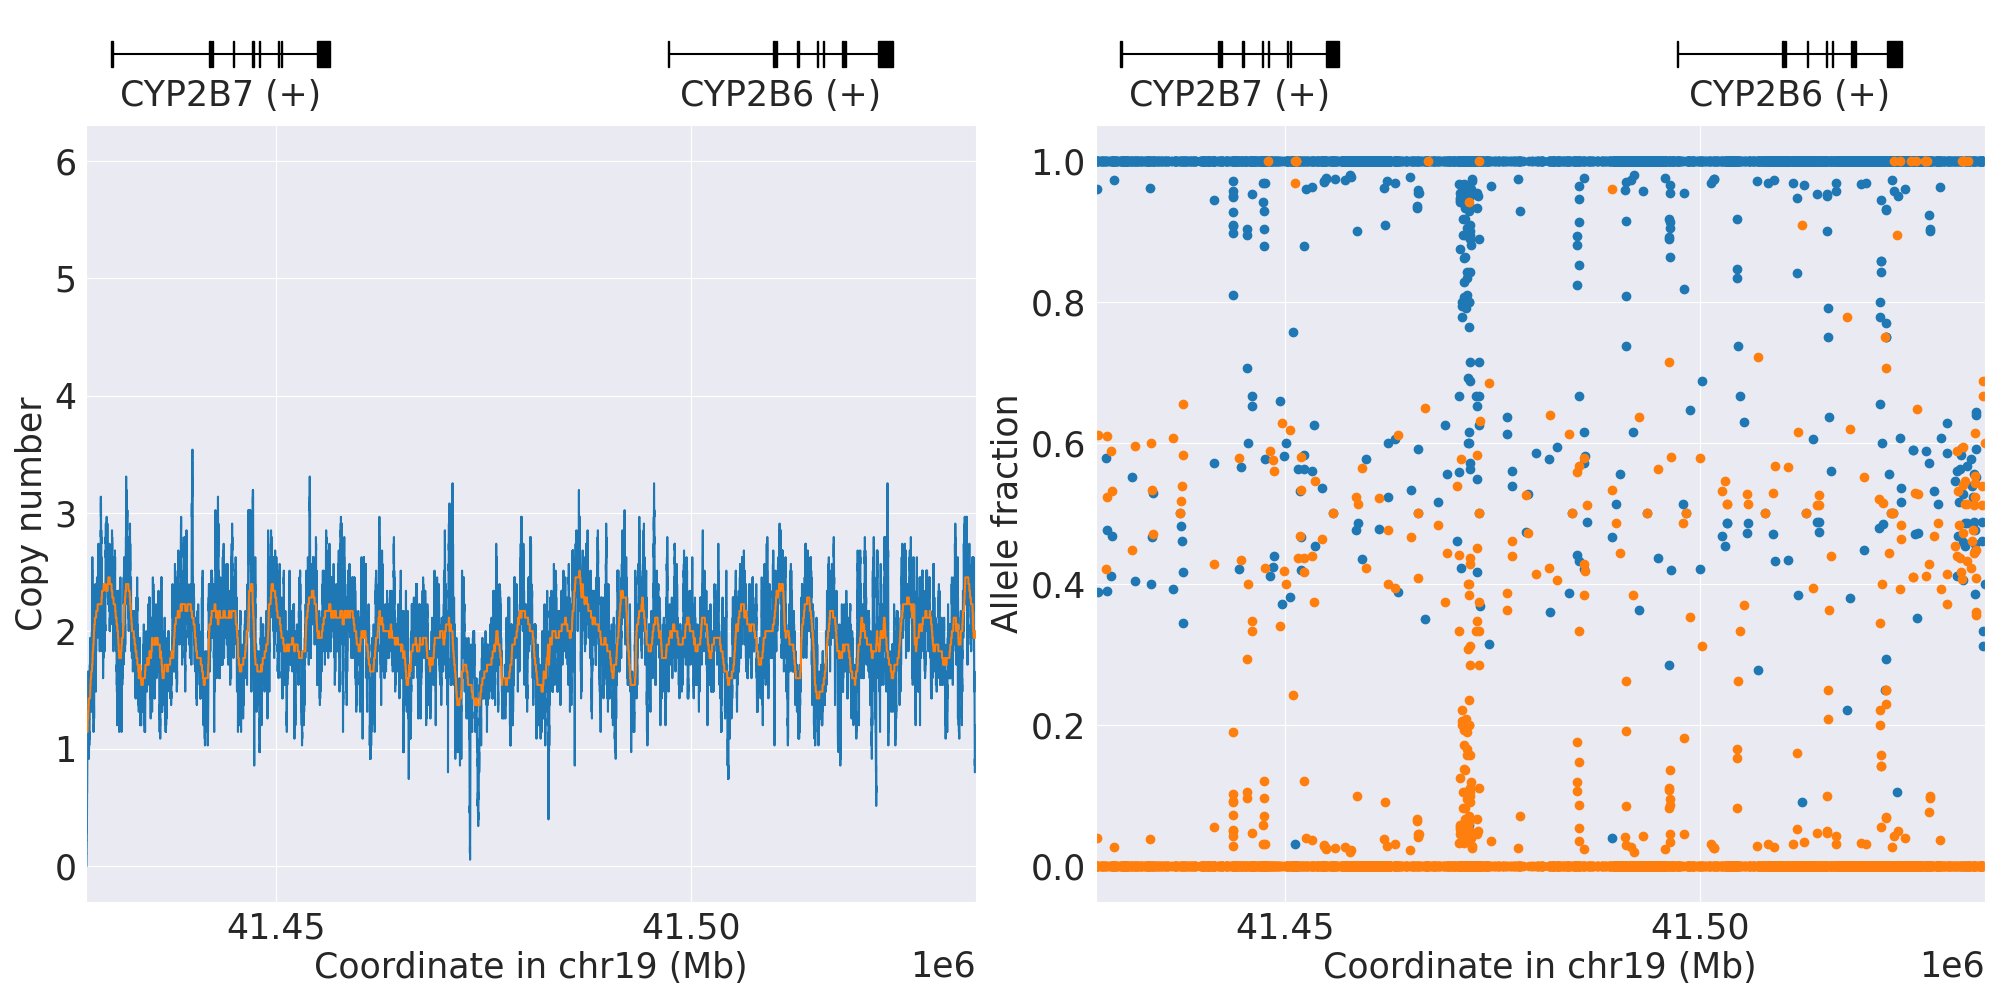 CYP2B7 (+) CYP2B6 (+)
6
5
4
3
2
1
0
Copy number
41.45 41.50
Coordinate in chr19 (Mb) 1e6
CYP2B7 (+) CYP2B6 (+)
1.0
0.8
0.6
0.4
0.2
0.0
Allele fraction
41.45 41.50
Coordinate in chr19 (Mb) 1e6